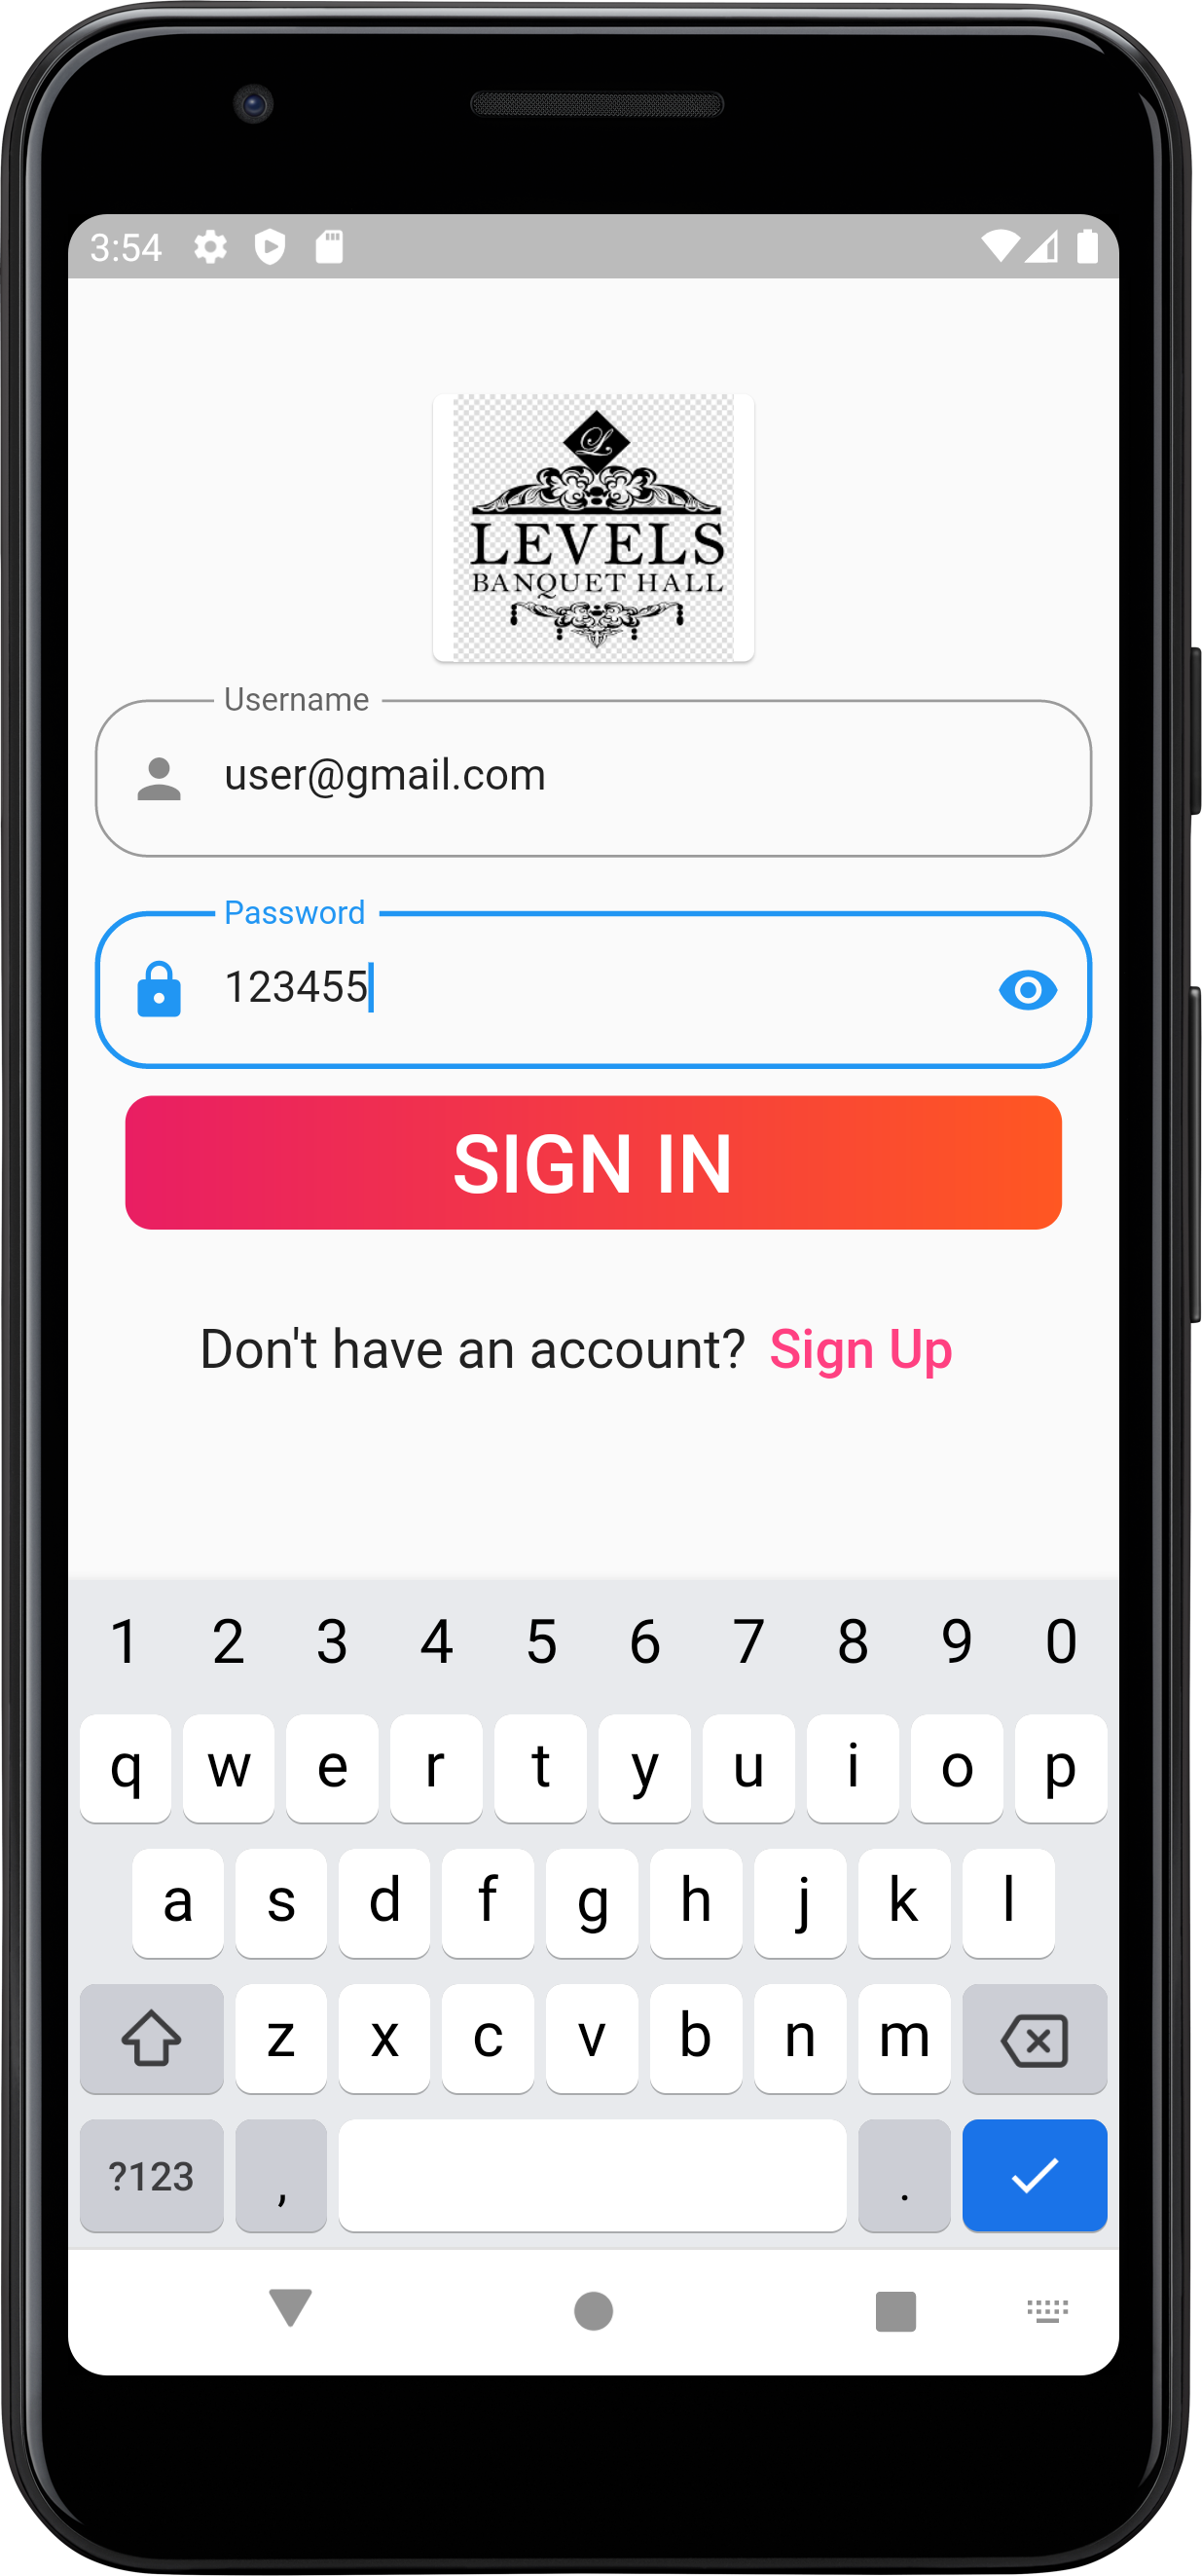 3:54
L
LEVELS
BANQUET HALL
Username
user@gmail.com
Password
123455
SIGN IN
Don't have an account? Sign Up
1 2 3 4 5 6 7 8 9 0
q w e r t y u i o p
a s d f g h j k l
z x c v b n m
?123 , .